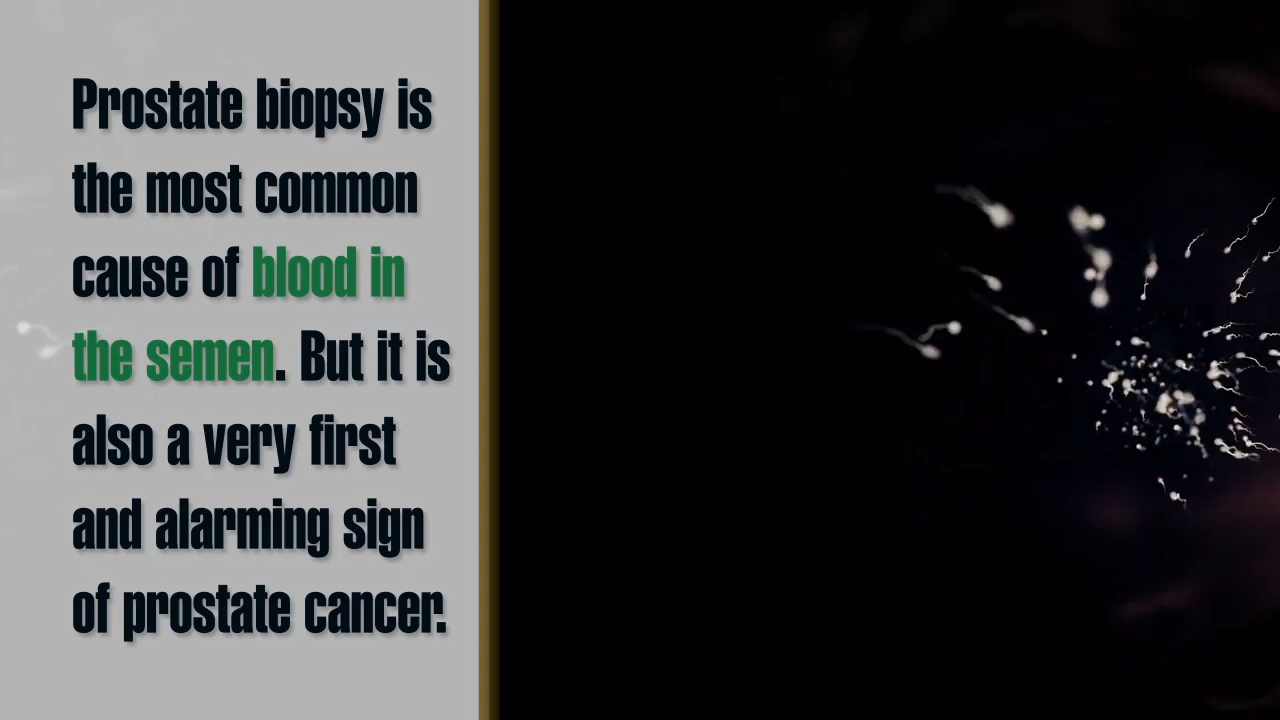 Prostate biopsy is
the most common
cause of blood in
the semen. But it is
also a very first
and alarming sign
of prostate cancer.